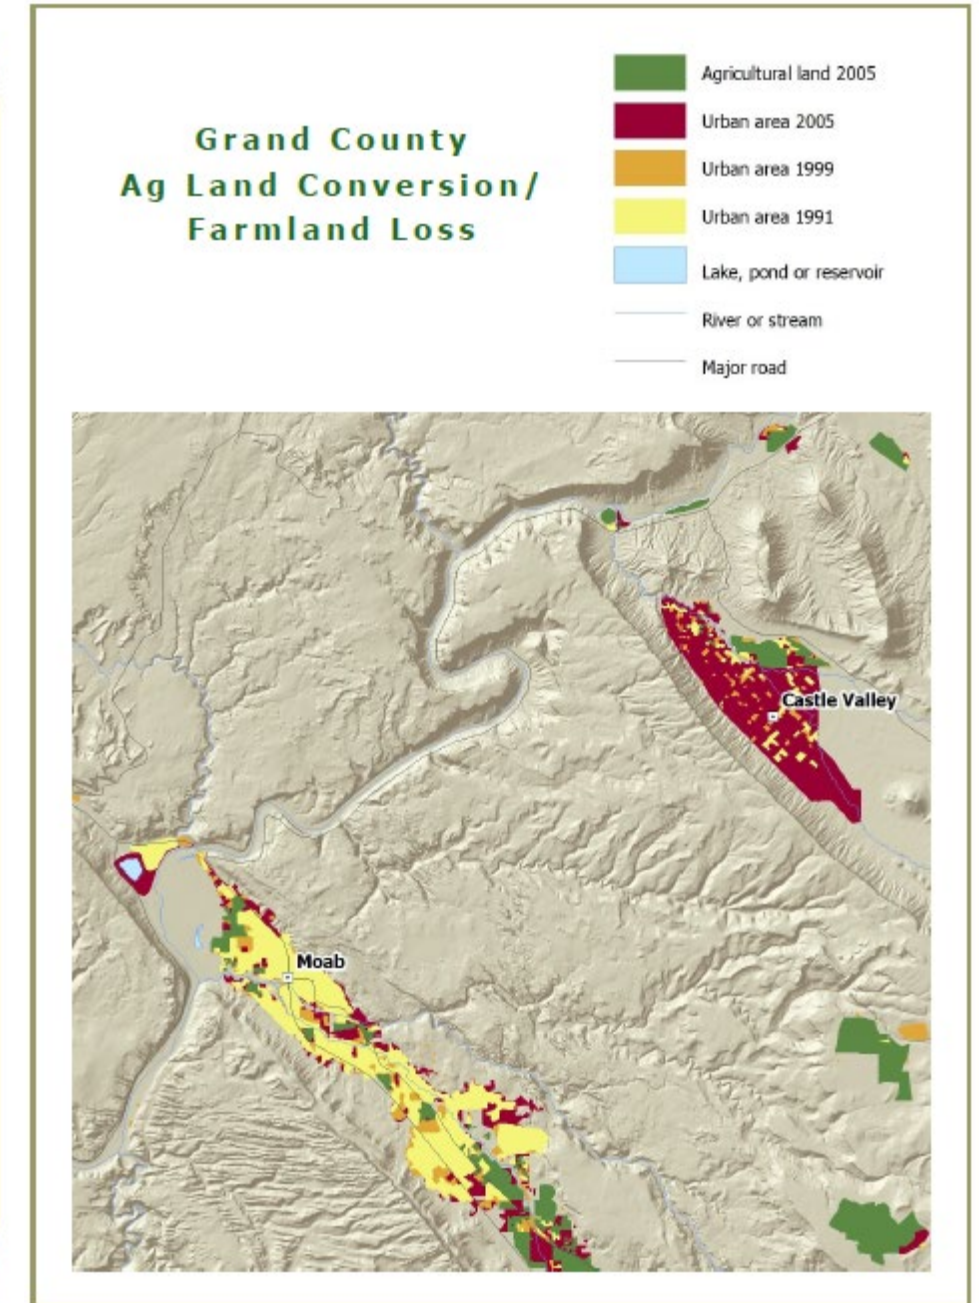 Grand County
Ag Land Conversion/
Farmland Loss
Agricultural land 2005
Urban area 2005
Urban area 1999
Urban area 1991
Lake, pond or reservoir
River or stream
Major road
Castle Valley
Moab